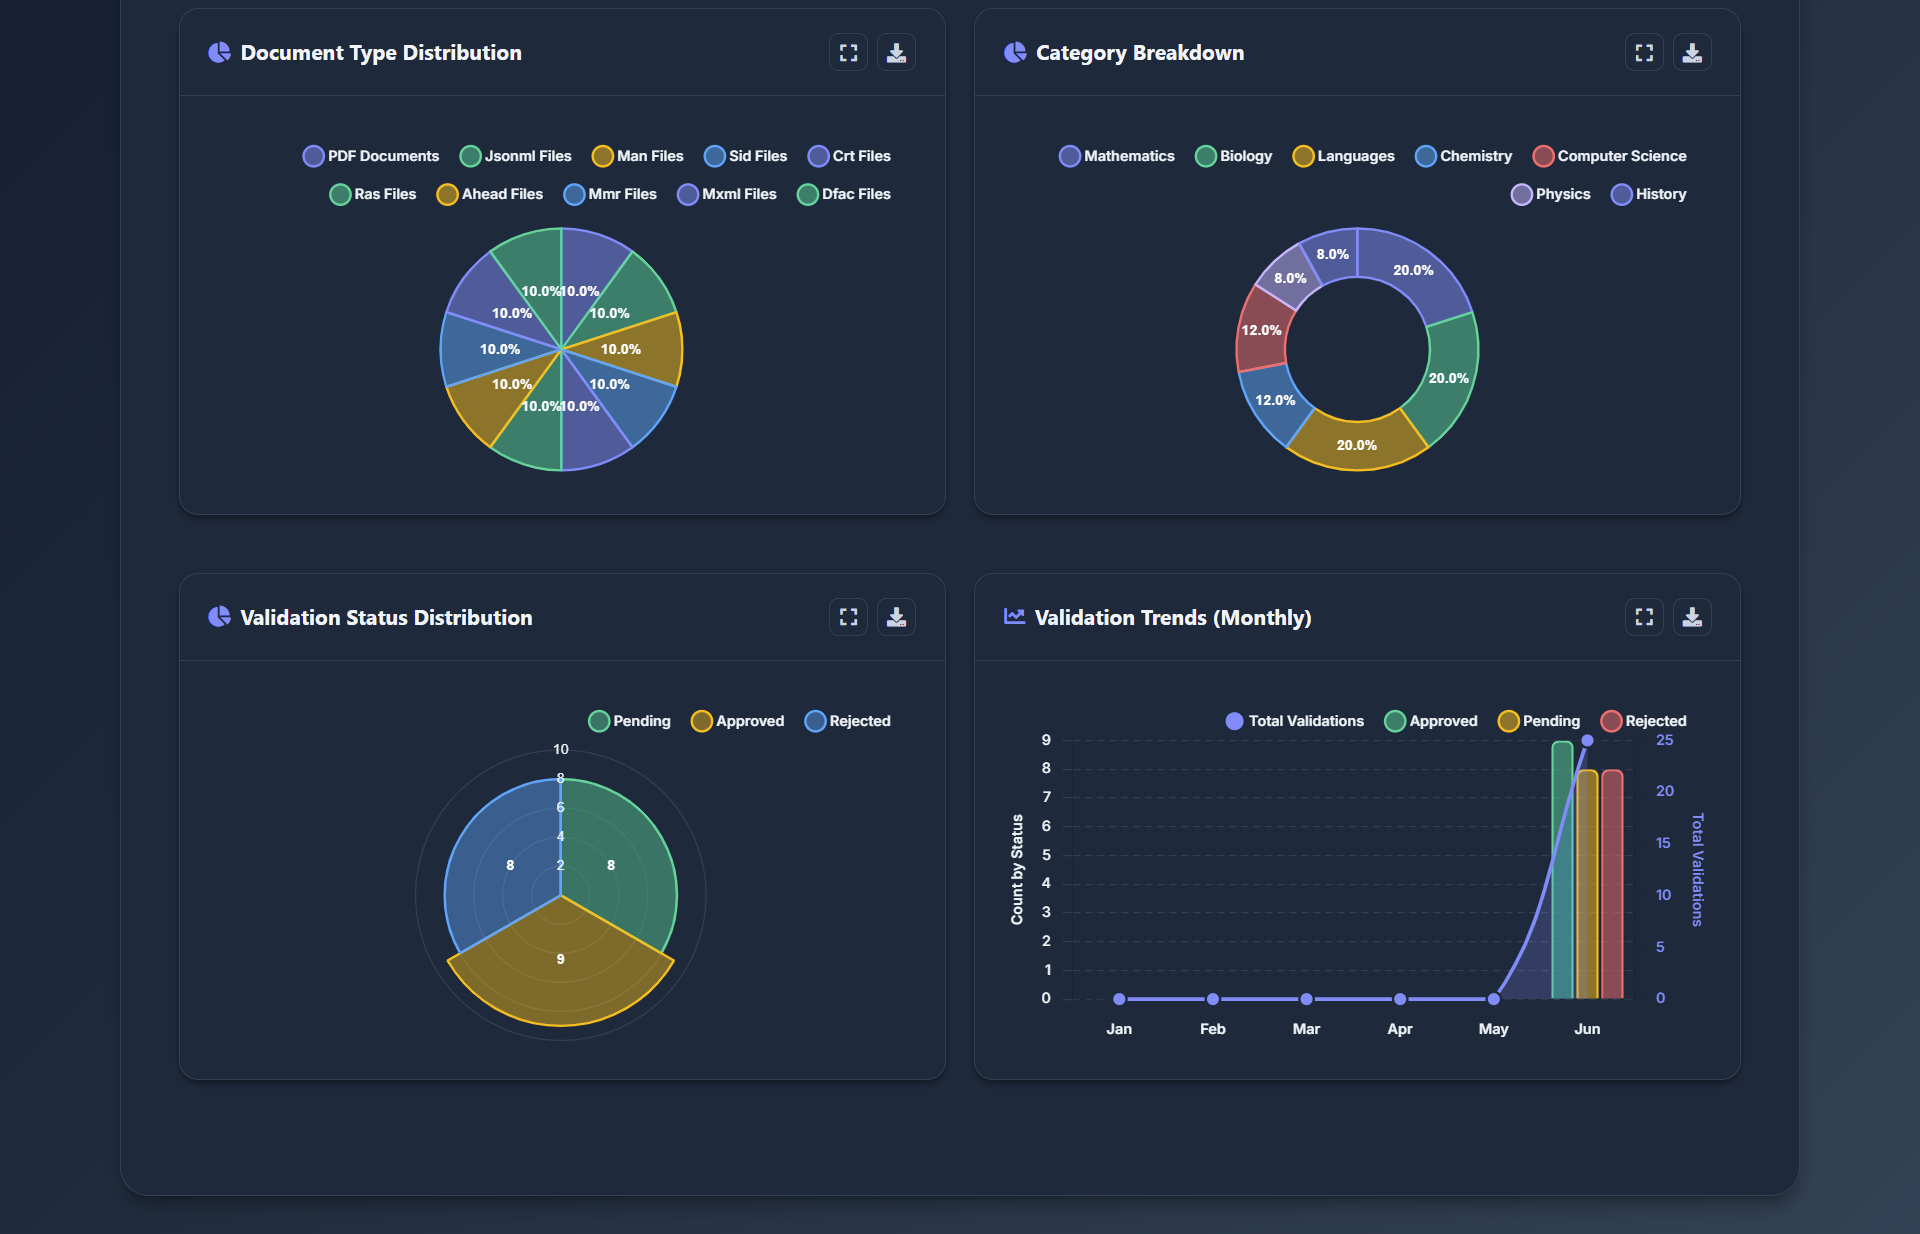 Document Type Distribution
PDF Documents Jsonml Files Man Files Sid Files Crt Files
Ras Files Ahead Files Mmr Files Mxml Files Dfac Files
10.0% 10.0%
10.0% 10.0%
10.0% 10.0%
10.0% 10.0%
10.0% 10.0%
Category Breakdown
Mathematics Biology Languages Chemistry Computer Science
Physics History
8.0%
20.0%
8.0%
12.0%
20.0%
12.0%
20.0%
Validation Status Distribution
Pending Approved Rejected
10
8
6
4
2
8 8
9
Validation Trends (Monthly)
Total Validations Approved Pending Rejected
Count by Status
9
8
7
6
5
4
3
2
1
0
25
20
15
10
5
0
Total Validations
Jan Feb Mar Apr May Jun